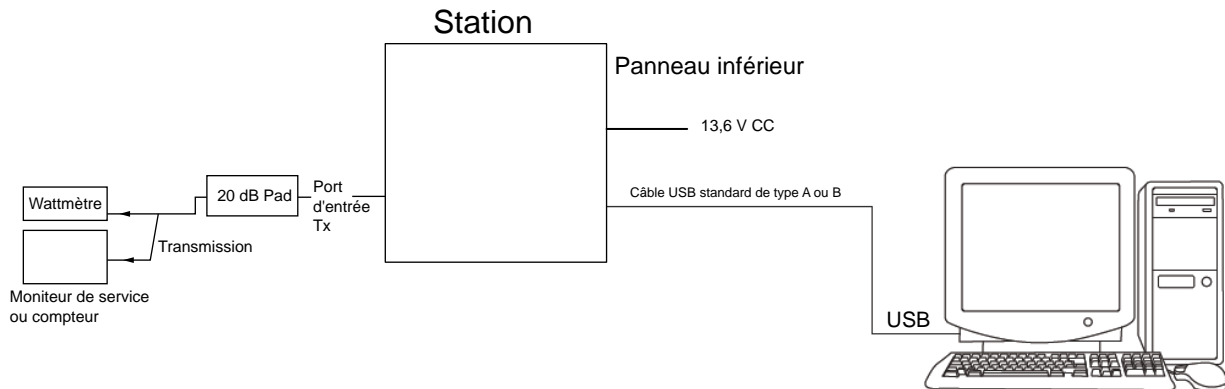 Station
Panneau inférieur
13,6 V CC
Câble USB standard de type A ou B
Wattmètre
20 dB Pad
Port
d'entrée
Tx
Transmission
Moniteur de service
ou compteur
USB